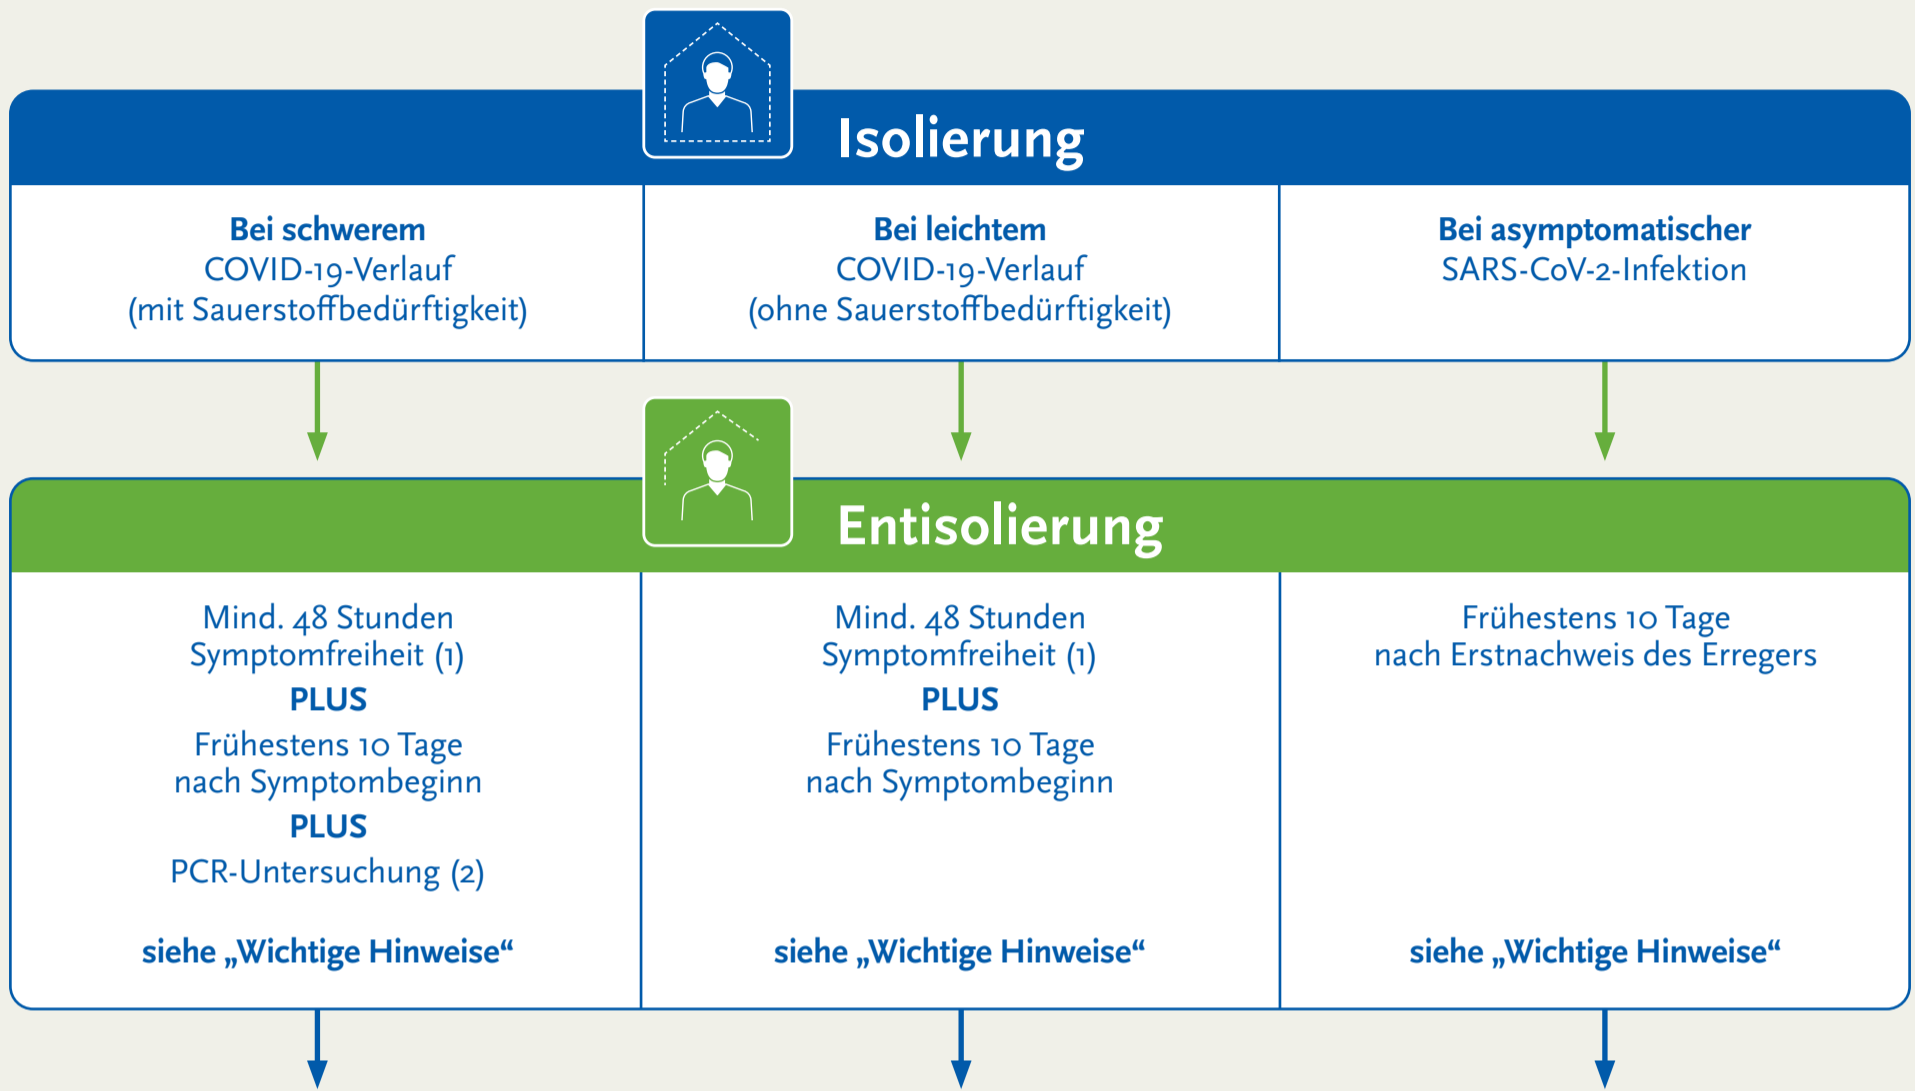 Isolierung
Bei schwerem
COVID-19-Verlauf
(mit Sauerstoffbedürftigkeit)
Bei leichtem
COVID-19-Verlauf
(ohne Sauerstoffbedürftigkeit)
Bei asymptomatischer
SARS-CoV-2-Infektion
Entisolierung
Mind. 48 Stunden
Symptomfreiheit (1)
PLUS
Frühestens 10 Tage
nach Symptombeginn
PLUS
PCR-Untersuchung (2)
siehe „Wichtige Hinweise“
Mind. 48 Stunden
Symptomfreiheit (1)
PLUS
Frühestens 10 Tage
nach Symptombeginn
siehe „Wichtige Hinweise“
Frühestens 10 Tage
nach Erstnachweis des Erregers
siehe „Wichtige Hinweise“